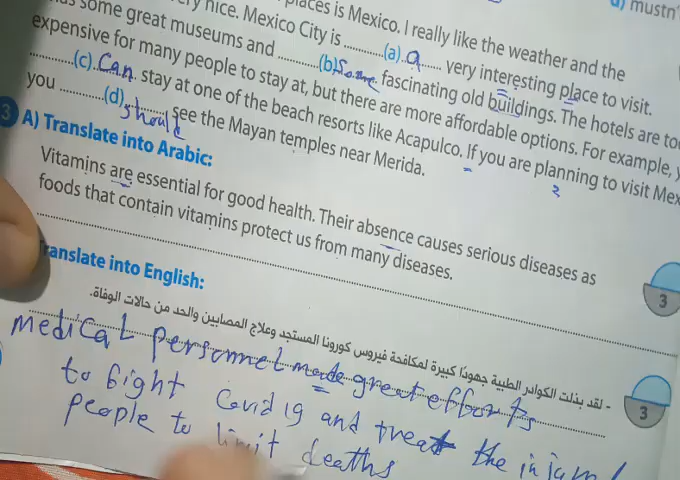 places is Mexico. I really like the weather and the
some great museums and ..........(b) Some fascinating old buildings. The hotels are
nice. Mexico City is ..........(a) a very interesting place to visit.
expensive for many people to stay at, but there are more affordable options. For example,
..........(c) Can stay at one of the beach resorts like Acapulco. If you are planning to visit
you ..........(d) should see the Mayan temples near Merida.
3 A) Translate into Arabic:
Vitamins are essential for good health. Their absence causes serious diseases as
foods that contain vitamins protect us from many diseases.
3
Translate into English:
- لقد بذلت الكوادر الطبية جهودًا كبيرة لمكافحة فيروس كورونا المستجد وعلاج المصابين والحد من حالات الوفاة.
3
medical personnel made great efforts
to fight Covid 19 and treat the
people to limit deaths